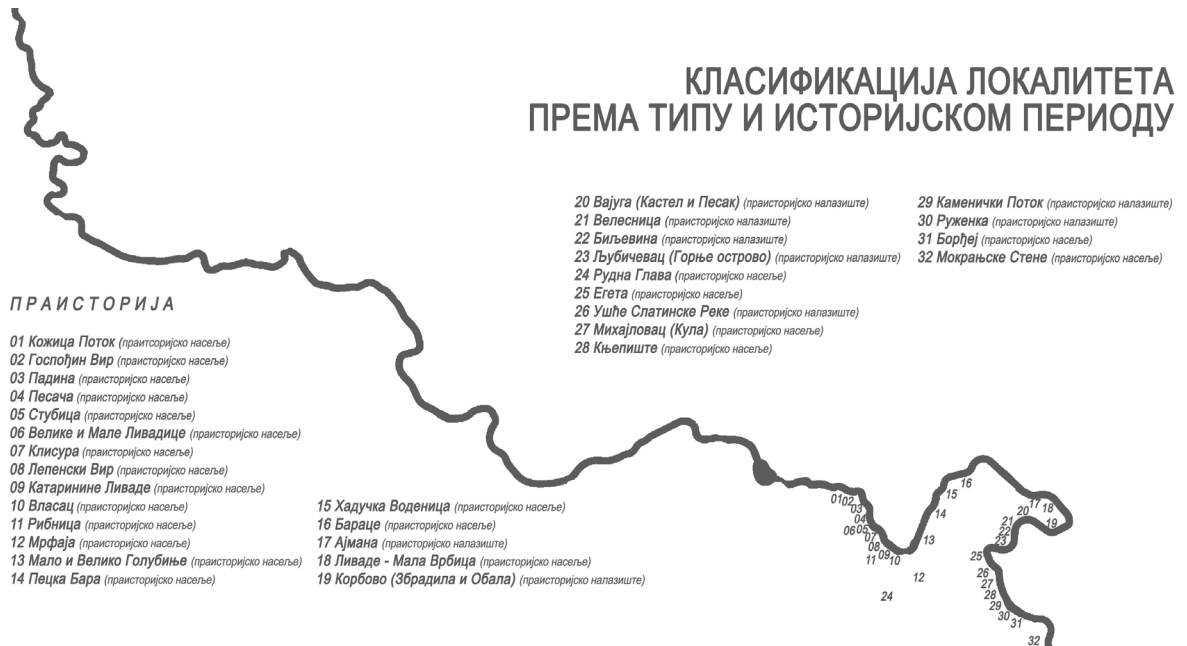 КЛАСИФИКАЦИЈА ЛОКАЛИТЕТА
ПРЕМА ТИПУ И ИСТОРИЈСКОМ ПЕРИОДУ
ПРАИСТОРИЈА
01 Кожица Поток (праитсоријско насеље)
02 Госпођин Вир (праисторијско насеље)
03 Падина (праисторијско насеље)
04 Песача (праисторијско насеље)
05 Стубица (праисторијско насеље)
06 Велике и Мале Ливадице (праисторијско насеље)
07 Клисура (праисторијско насеље)
08 Лепенски Вир (праисторијско насеље)
09 Катаринине Ливаде (праисторијско насеље)
10 Власац (праисторијско насеље)
11 Рибница (праисторијско насеље)
12 Мрфаја (праисторијско насеље)
13 Мало и Велико Голубиње (праисторијско насеље)
14 Пецка Бара (праисторијско насеље)
15 Хадучка Воденица (праисторијско насеље)
16 Бараце (праисторијско насеље)
17 Ајмана (праисторијско налазиште)
18 Ливаде - Мала Врбица (праисторијско насеље)
19 Корбово (Збрадила и Обала) (праисторијско налазиште)
20 Вајуга (Кастел и Песак) (праисторијско налазиште)
21 Велесница (праисторијско налазиште)
22 Биљевина (праисторијско налазиште)
23 Љубичевац (Горње острово) (праисторијско налазиште)
24 Рудна Глава (праисторијско насеље)
25 Егета (праисторијско насеље)
26 Ушће Слатинске Реке (праисторијско налазиште)
27 Михајловац (Кула) (праисторијско насеље)
28 Књепиште (праисторијско насеље)
29 Каменички Поток (праисторијско налазиште)
30 Руженка (праисторијско налазиште)
31 Борђеј (праисторијско насеље)
32 Мокрањске Стене (праисторијско насеље)
01
02
03
04
05
06
07
08
09
10
11
12
13
14
15
16
17
18
19
20
21
22
23
24
25
26
27
28
29
30
31
32